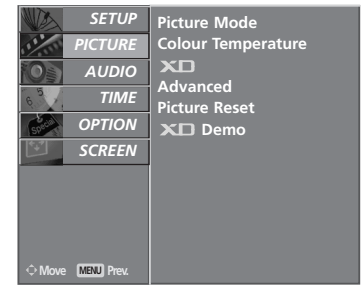 SETUP
PICTURE
AUDIO
TIME
OPTION
SCREEN
Move MENU Prev.
Picture Mode
Colour Temperature
XD
Advanced
Picture Reset
XD Demo